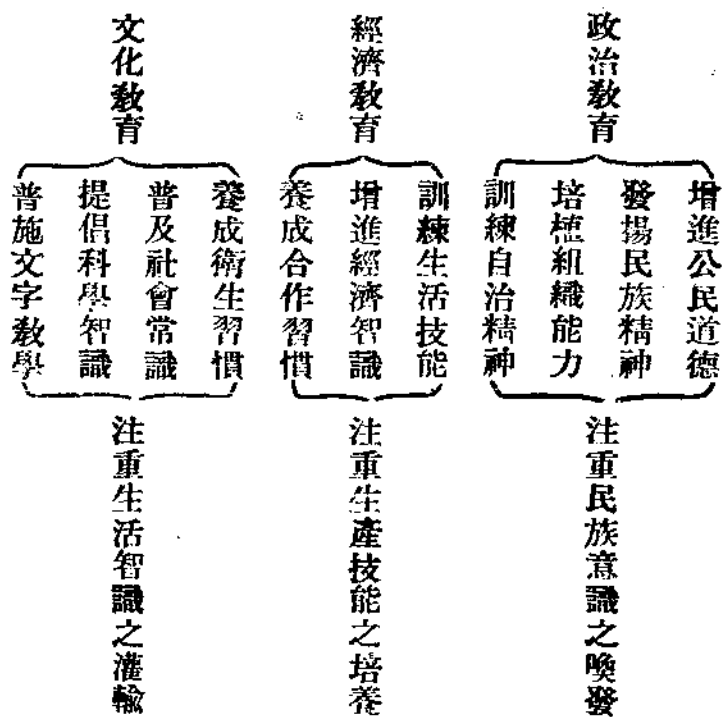 政治敎育
增進公民道德
發揚民族精神
培植組織能力
訓練自治精神
注重民族意識之喚發
經濟敎育
訓練生活技能
增進經濟智識
養成合作習慣
注重生產技能之培養
文化敎育
養成衛生習慣
普及社會常識
提倡科學智識
普施文字敎學
注重生活智識之灌輸